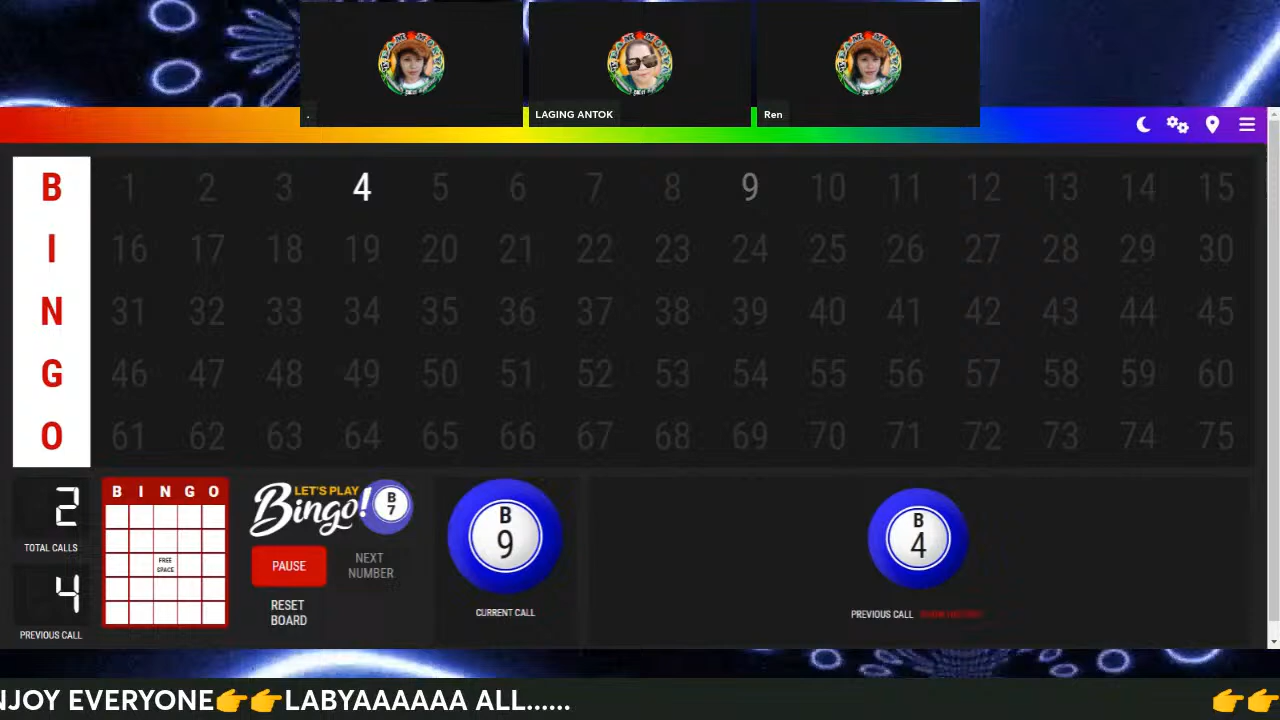 .
LAGING ANTOK
Ren
B 1 2 3 4 5 6 7 8 9 10 11 12 13 14 15
I 16 17 18 19 20 21 22 23 24 25 26 27 28 29 30
N 31 32 33 34 35 36 37 38 39 40 41 42 43 44 45
G 46 47 48 49 50 51 52 53 54 55 56 57 58 59 60
O 61 62 63 64 65 66 67 68 69 70 71 72 73 74 75
2
TOTAL CALLS
4
PREVIOUS CALL
B I N G O
FREE
SPACE
LET'S PLAY
Bingo!
B
7
PAUSE
NEXT
NUMBER
RESET
BOARD
B
9
CURRENT CALL
B
4
PREVIOUS CALL
NJOY EVERYONE👉👉LABYAAAAAA ALL...... 👉👉